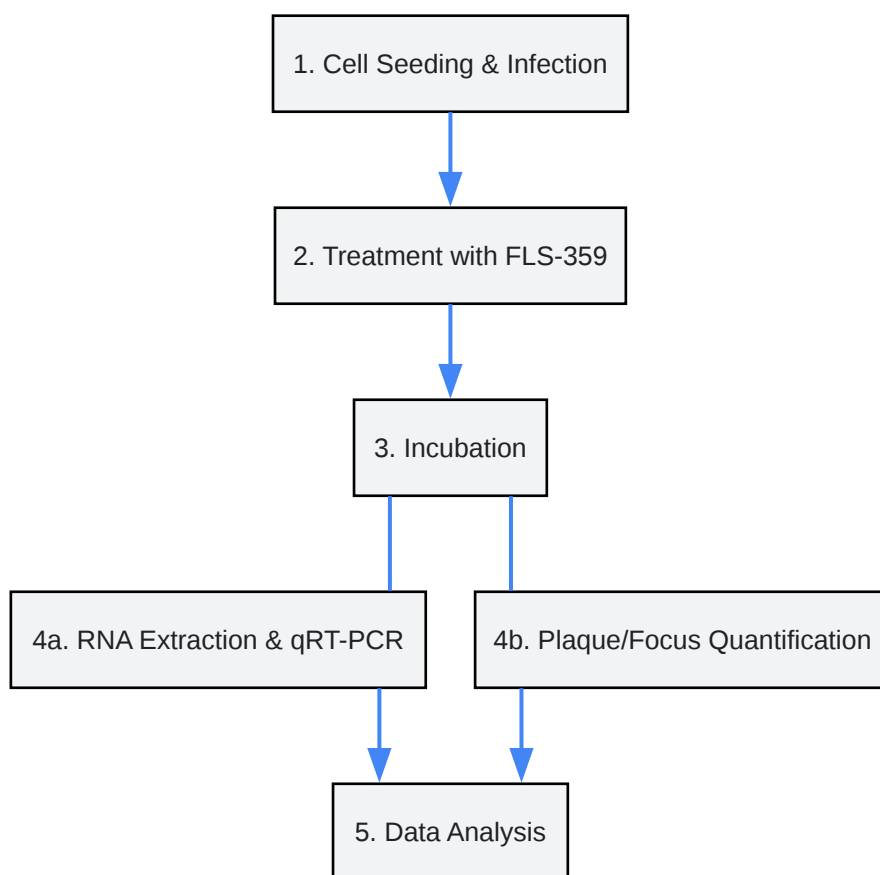 1. Cell Seeding & Infection
2. Treatment with FLS-359
3. Incubation
4a. RNA Extraction & qRT-PCR
4b. Plaque/Focus Quantification
5. Data Analysis